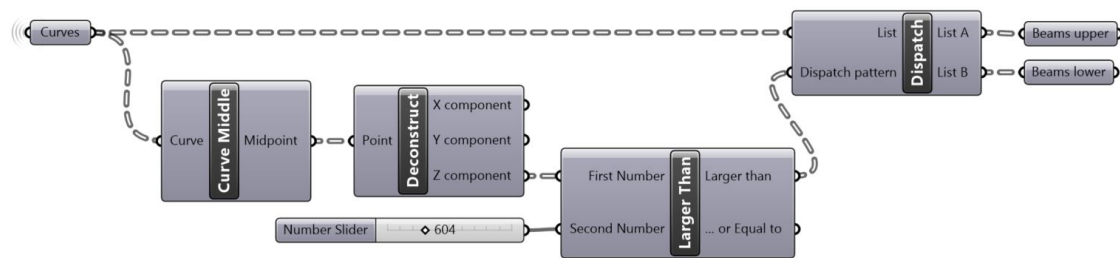 Curves
List
List A
Dispatch pattern
List B
Dispatch
Beams upper
Beams lower
Curve
Curve Middle
Midpoint
Point
Deconstruct
X component
Y component
Z component
First Number
Second Number
Larger Than
Larger than
... or Equal to
Number Slider
604